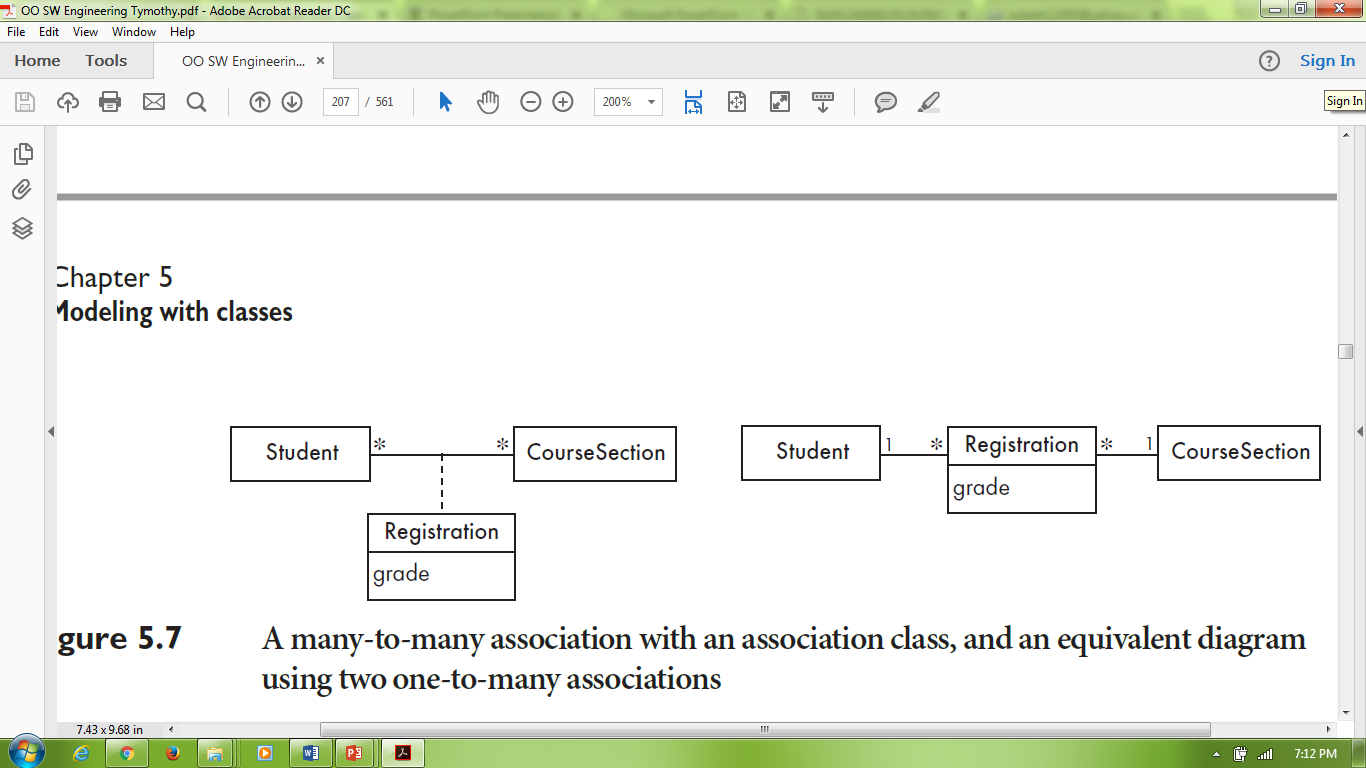 OO SW Engineering Tymothy.pdf - Adobe Acrobat Reader DC
File Edit View Window Help
Home Tools OO SW Engineerin... × ? Sign In
207 / 561 200% Sign In
Chapter 5
Modeling with classes
Student * * CourseSection
Registration
grade
Student 1 * Registration * 1 CourseSection
grade
gure 5.7 A many-to-many association with an association class, and an equivalent diagram
using two one-to-many associations
7.43 x 9.68 in
7:12 PM